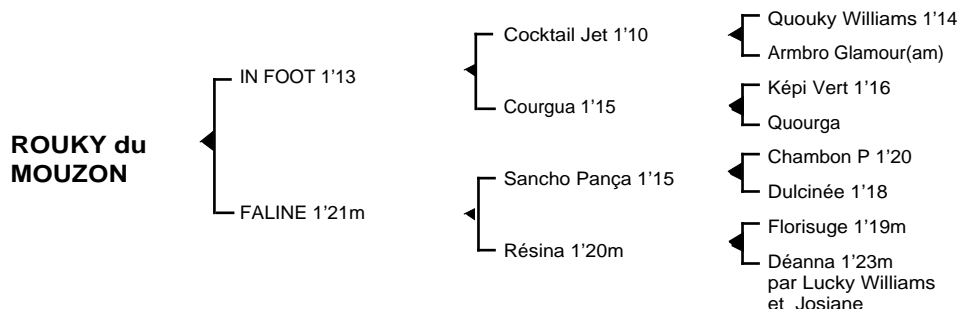 ROUKY du
MOUZON
IN FOOT 1'13
FALINE 1'21m
Cocktail Jet 1'10
Courgua 1'15
Sancho Pança 1'15
Résina 1'20m
Quouky Williams 1'14
Armbro Glamour(am)
Képi Vert 1'16
Quourga
Chambon P 1'20
Dulcinée 1'18
Florisuge 1'19m
Déanna 1'23m
par Lucky Williams
et Josiane